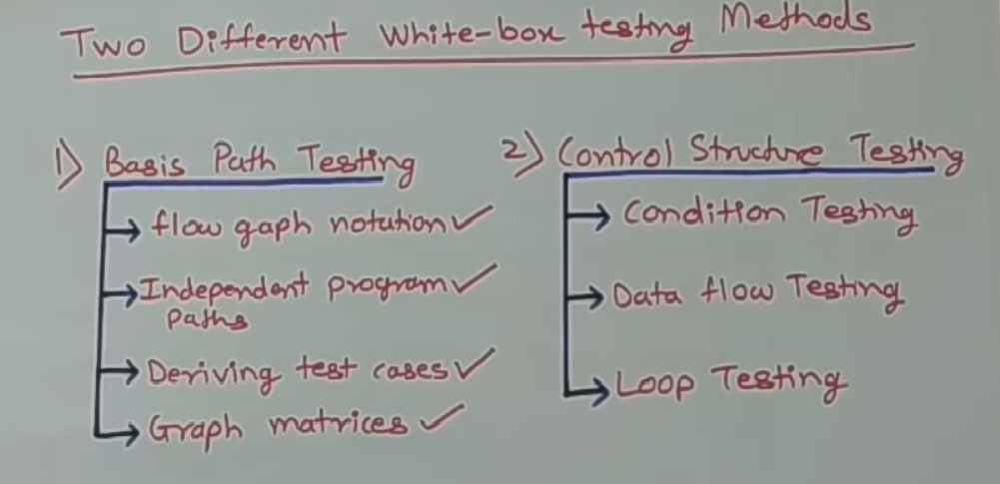 Two Different White-box testing Methods
1) Basis Path Testing
→ flow gaph notution ✓
→ Independent program ✓
paths
→ Deriving test cases ✓
→ Graph matrices ✓
2) Control Structure Testing
→ Condition Testing
→ Data flow Testing
→ Loop Testing